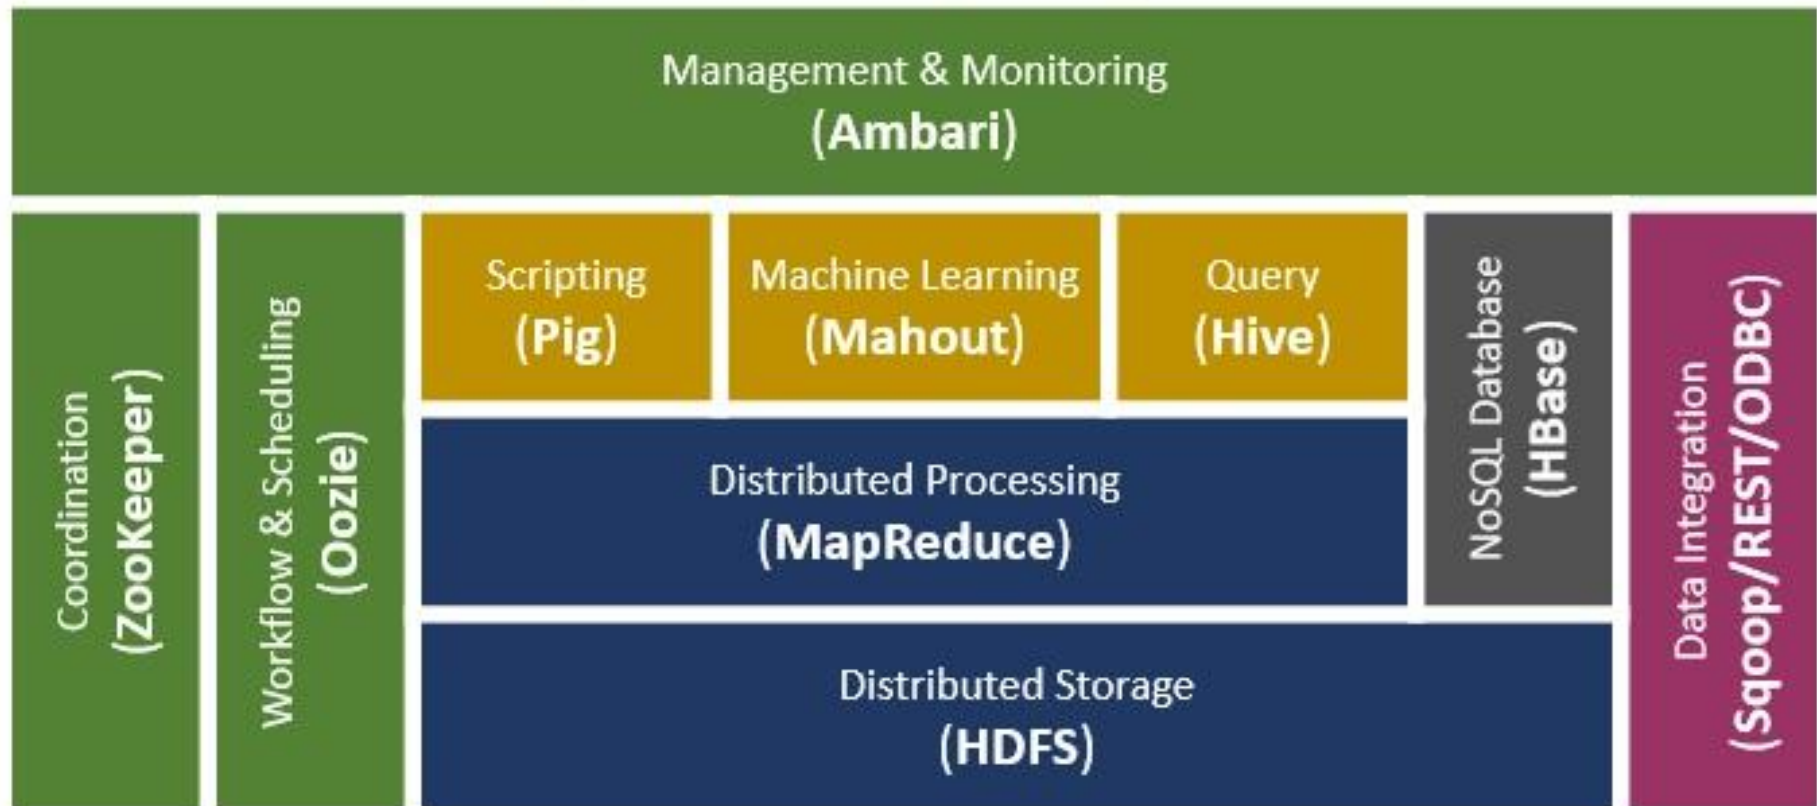 Management & Monitoring
(Ambari)
Coordination
(ZooKeeper)
Workflow & Scheduling
(Oozie)
Scripting
(Pig)
Machine Learning
(Mahout)
Query
(Hive)
Distributed Processing
(MapReduce)
Distributed Storage
(HDFS)
NoSQL Database
(HBase)
Data Integration
(Sqoop/REST/ODBC)